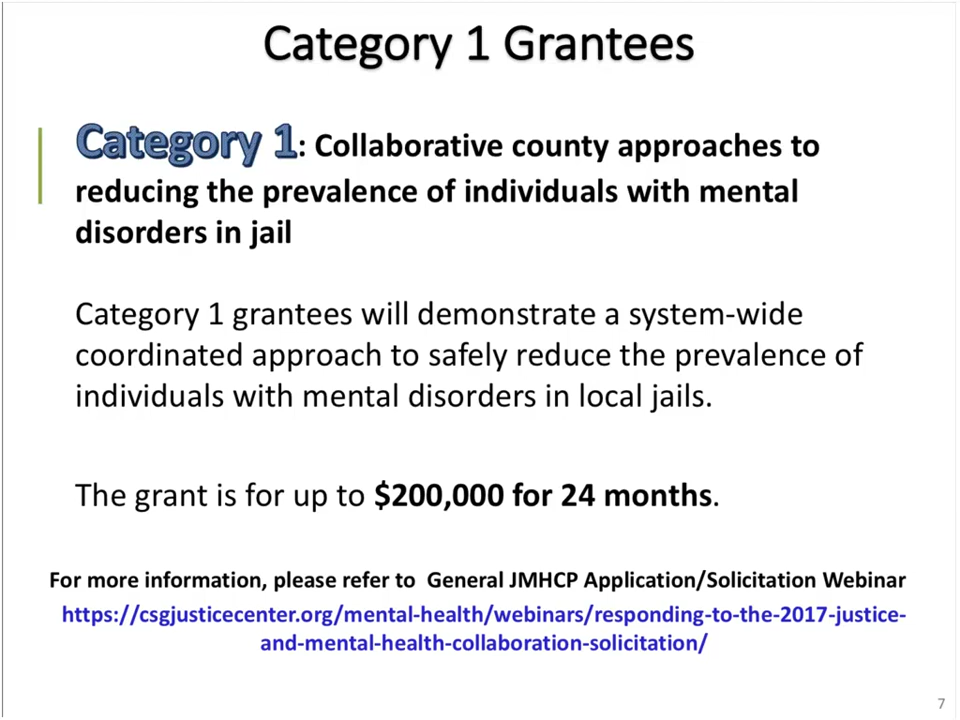 Category 1 Grantees
Category 1: Collaborative county approaches to
reducing the prevalence of individuals with mental
disorders in jail
Category 1 grantees will demonstrate a system-wide
coordinated approach to safely reduce the prevalence of
individuals with mental disorders in local jails.
The grant is for up to $200,000 for 24 months.
For more information, please refer to  General JMHCP Application/Solicitation Webinar
https://csgjusticecenter.org/mental-health/webinars/responding-to-the-2017-justice-
and-mental-health-collaboration-solicitation/
7